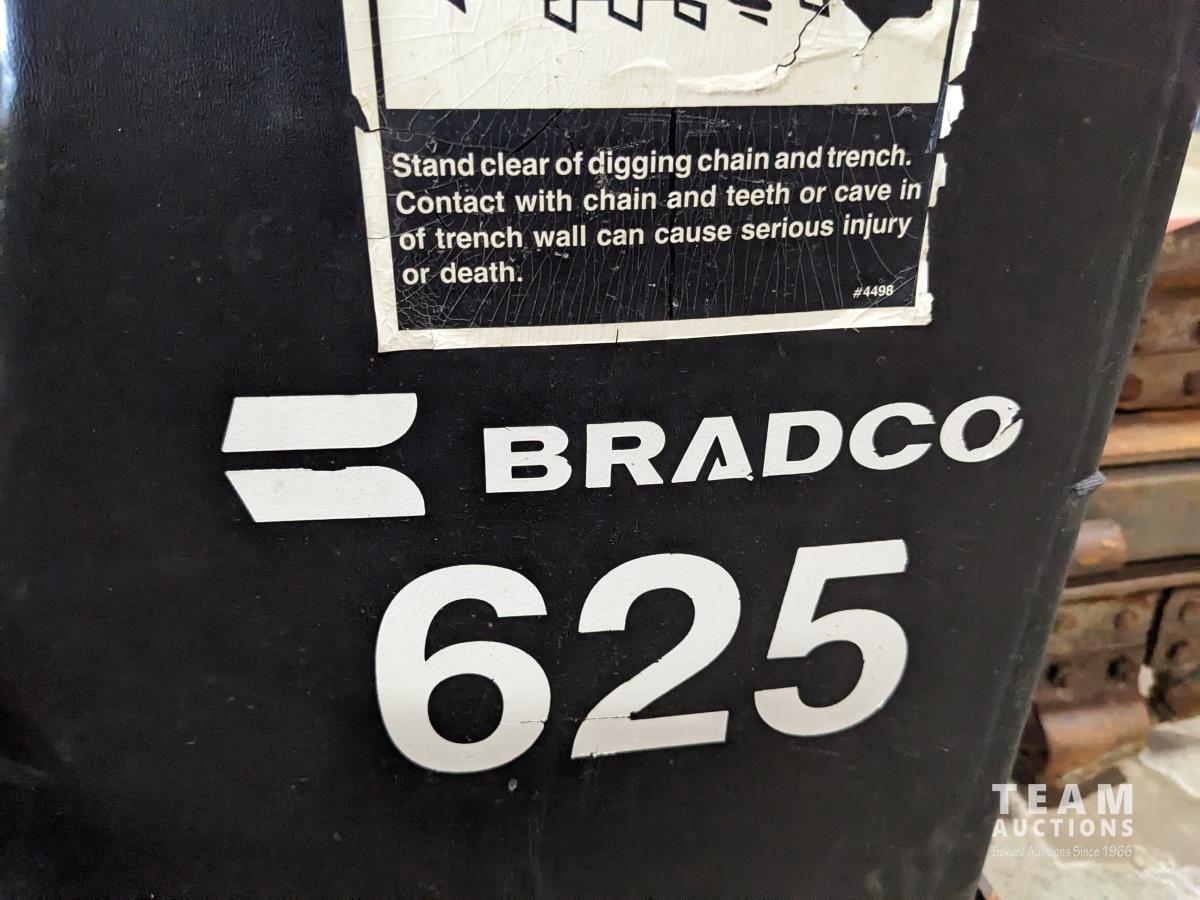 Stand clear of digging chain and trench.
Contact with chain and teeth or cave in
of trench wall can cause serious injury
or death.
#4498
BRADCO
625
TEAM
AUCTIONS
Sekura Auctions Since 1966